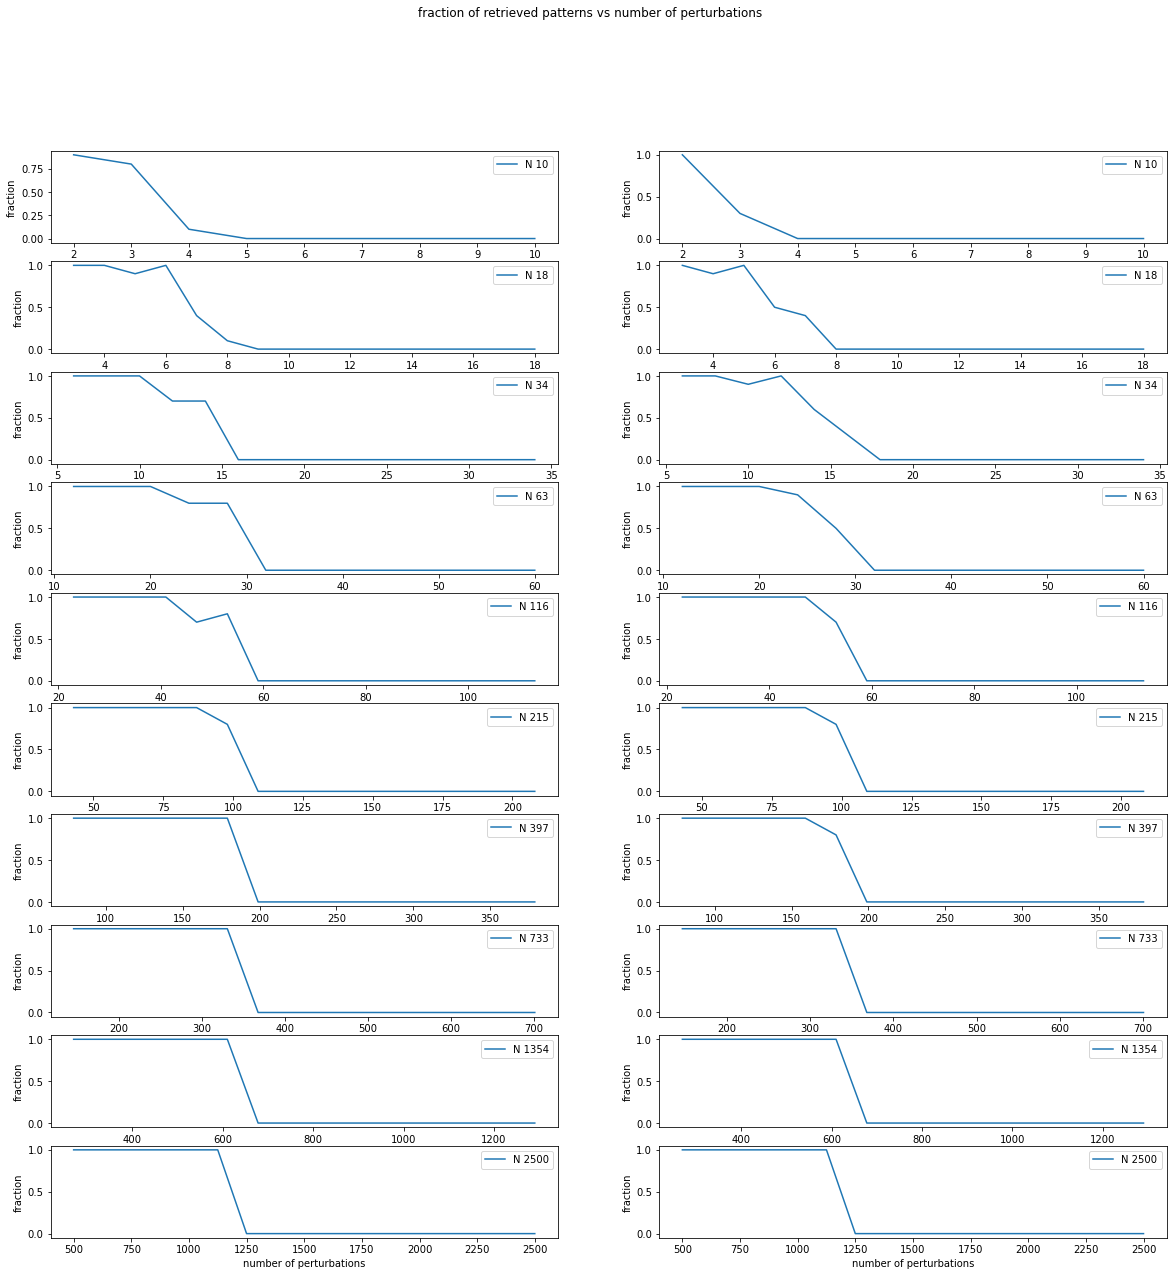 fraction of retrieved patterns vs number of perturbations
fraction
0.75
0.50
0.25
0.00
N 10
2 3 4 5 6 7 8 9 10
fraction
1.0
0.5
0.0
N 10
2 3 4 5 6 7 8 9 10
fraction
1.0
0.5
0.0
N 18
4 6 8 10 12 14 16 18
fraction
1.0
0.5
0.0
N 18
4 6 8 10 12 14 16 18
fraction
1.0
0.5
0.0
N 34
5 10 15 20 25 30 35
fraction
1.0
0.5
0.0
N 34
5 10 15 20 25 30 35
fraction
1.0
0.5
0.0
N 63
10 20 30 40 50 60
fraction
1.0
0.5
0.0
N 63
10 20 30 40 50 60
fraction
1.0
0.5
0.0
N 116
20 40 60 80 100
fraction
1.0
0.5
0.0
N 116
20 40 60 80 100
fraction
1.0
0.5
0.0
N 215
50 75 100 125 150 175 200
fraction
1.0
0.5
0.0
N 215
50 75 100 125 150 175 200
fraction
1.0
0.5
0.0
N 397
100 150 200 250 300 350
fraction
1.0
0.5
0.0
N 397
100 150 200 250 300 350
fraction
1.0
0.5
0.0
N 733
200 300 400 500 600 700
fraction
1.0
0.5
0.0
N 733
200 300 400 500 600 700
fraction
1.0
0.5
0.0
N 1354
400 600 800 1000 1200
fraction
1.0
0.5
0.0
N 1354
400 600 800 1000 1200
fraction
1.0
0.5
0.0
N 2500
500 750 1000 1250 1500 1750 2000 2250 2500
number of perturbations
fraction
1.0
0.5
0.0
N 2500
500 750 1000 1250 1500 1750 2000 2250 2500
number of perturbations